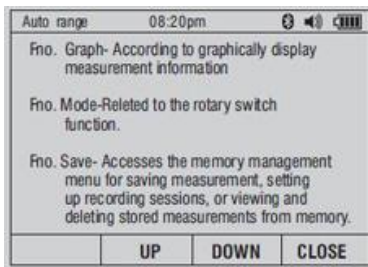 Auto range 08:20pm
Fno. Graph- According to graphically display
measurement information
Fno. Mode-Releted to the rotary switch
function.
Fno. Save- Accesses the memory management
menu for saving measurement, setting
up recording sessions, or viewing and
deleting stored measurements from memory.
UP DOWN CLOSE